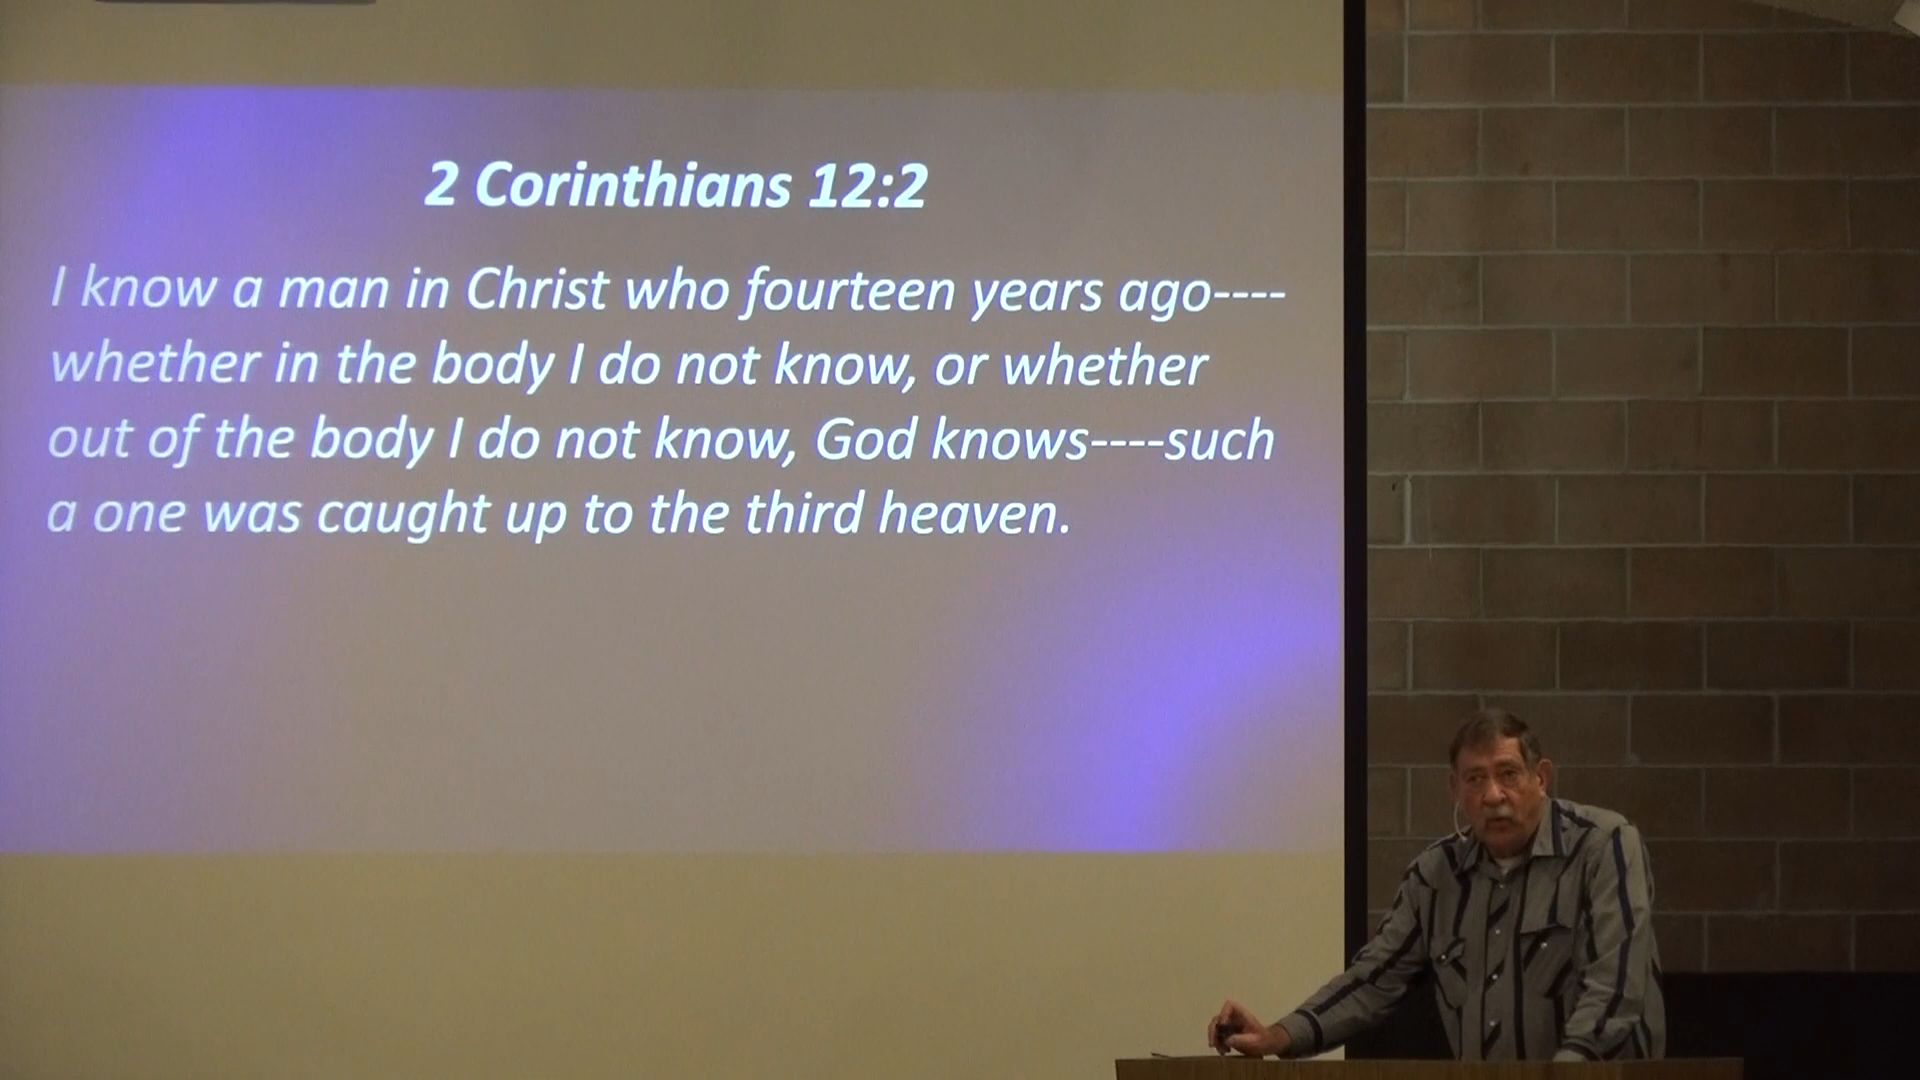 2 Corinthians 12:2
I know a man in Christ who fourteen years ago----
whether in the body I do not know, or whether
out of the body I do not know, God knows----such
a one was caught up to the third heaven.